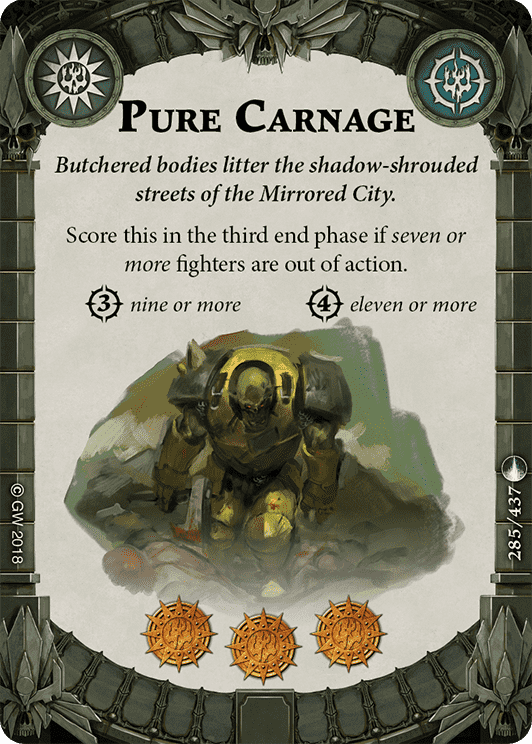 PURE CARNAGE
Butchered bodies litter the shadow-shrouded
streets of the Mirrored City.
Score this in the third end phase if seven or
more fighters are out of action.
3 nine or more
4 eleven or more
© GW 2018
285/437